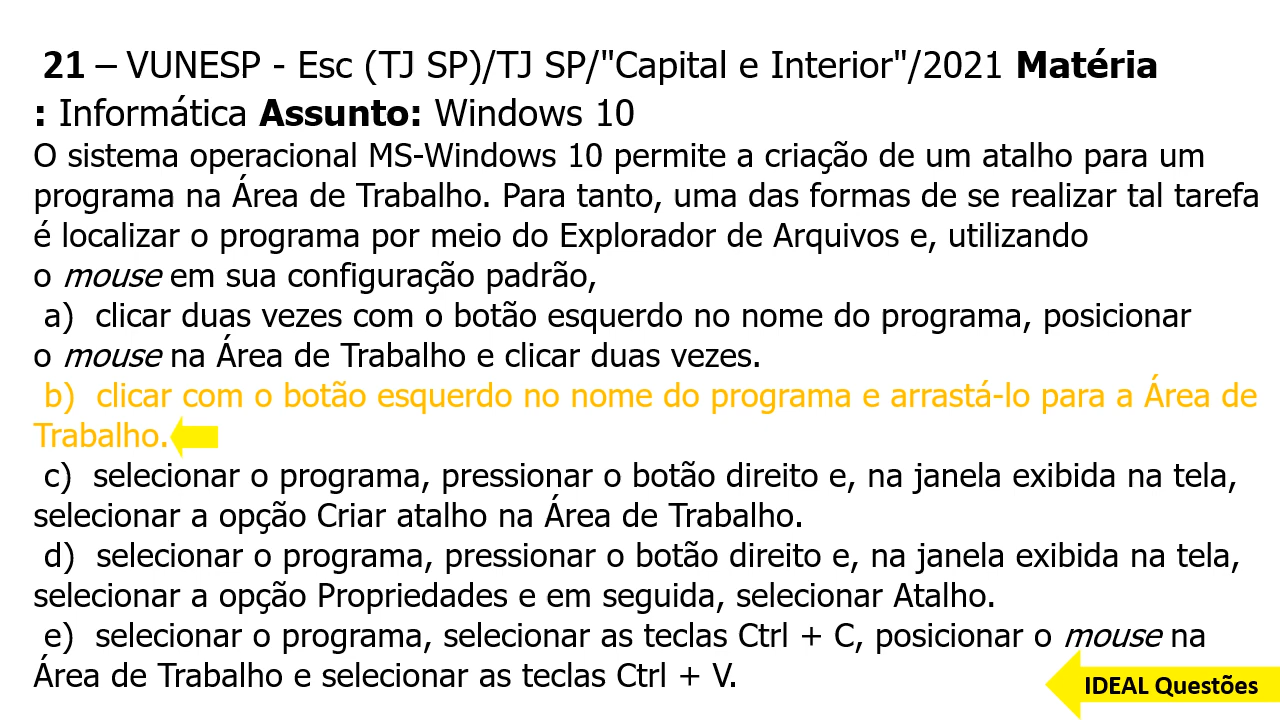 21 – VUNESP - Esc (TJ SP)/TJ SP/"Capital e Interior"/2021 Matéria
: Informática Assunto: Windows 10
O sistema operacional MS-Windows 10 permite a criação de um atalho para um
programa na Área de Trabalho. Para tanto, uma das formas de se realizar tal tarefa
é localizar o programa por meio do Explorador de Arquivos e, utilizando
o mouse em sua configuração padrão,
a) clicar duas vezes com o botão esquerdo no nome do programa, posicionar
o mouse na Área de Trabalho e clicar duas vezes.
b) clicar com o botão esquerdo no nome do programa e arrastá-lo para a Área de
Trabalho.
c) selecionar o programa, pressionar o botão direito e, na janela exibida na tela,
selecionar a opção Criar atalho na Área de Trabalho.
d) selecionar o programa, pressionar o botão direito e, na janela exibida na tela,
selecionar a opção Propriedades e em seguida, selecionar Atalho.
e) selecionar o programa, selecionar as teclas Ctrl + C, posicionar o mouse na
Área de Trabalho e selecionar as teclas Ctrl + V.
IDEAL Questões